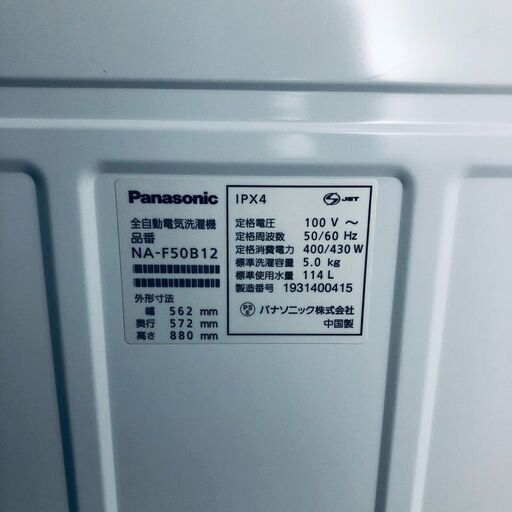 Panasonic
全自動電気洗濯機
品番
NA-F50B12
外形寸法
幅 562 mm
奥行 572 mm
高さ 880 mm
IPX4
JET
定格電圧 100 V ～
定格周波数 50/60 Hz
定格消費電力 400/430 W
標準洗濯容量 5.0 kg
標準使用水量 114 L
製造番号 1931400415
PS E パナソニック株式会社
中国製